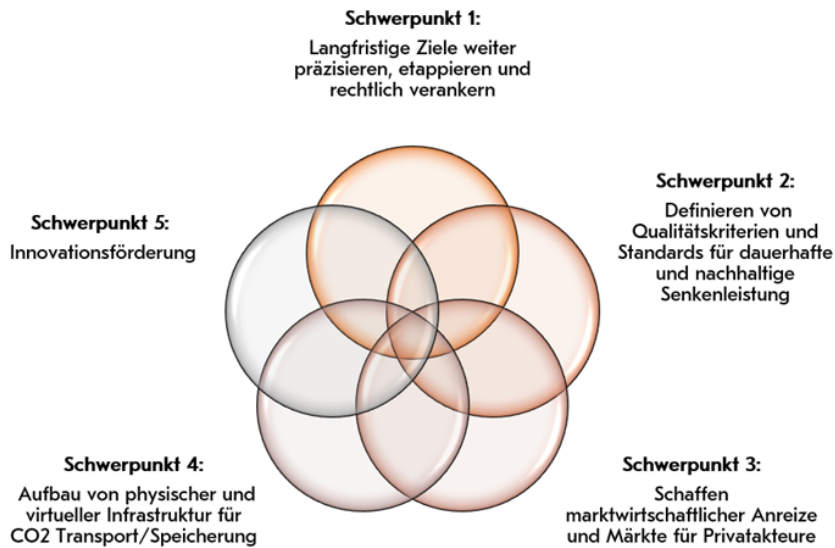 Schwerpunkt 1:
Langfristige Ziele weiter
präzisieren, etappieren und
rechtlich verankern
Schwerpunkt 2:
Definieren von
Qualitätskriterien und
Standards für dauerhafte
und nachhaltige
Senkenleistung
Schwerpunkt 3:
Schaffen
marktwirtschaftlicher Anreize
und Märkte für Privatakteure
Schwerpunkt 4:
Aufbau von physischer und
virtueller Infrastruktur für
CO2 Transport/Speicherung
Schwerpunkt 5:
Innovationsförderung